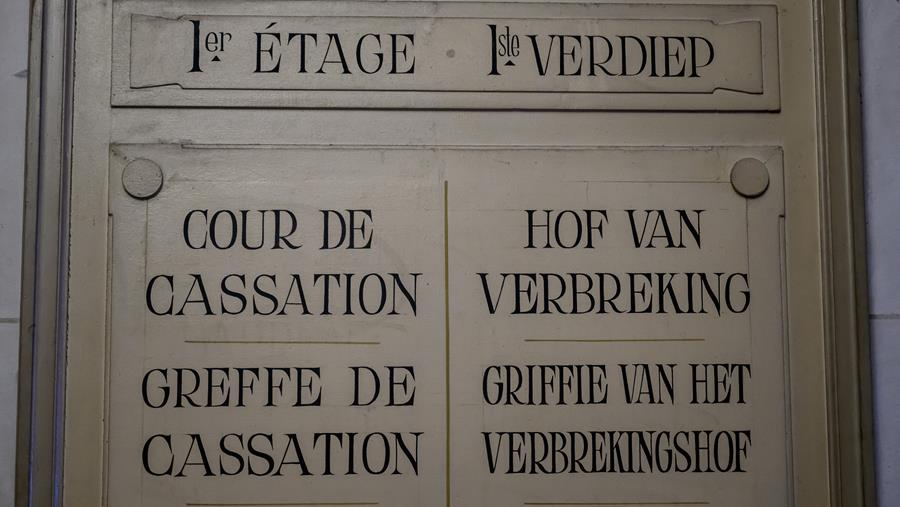 1er ÉTAGE · 1ste VERDIEP
COUR DE
CASSATION
GREFFE DE
CASSATION
HOF VAN
VERBREKING
GRIFFIE VAN HET
VERBREKINGSHOF